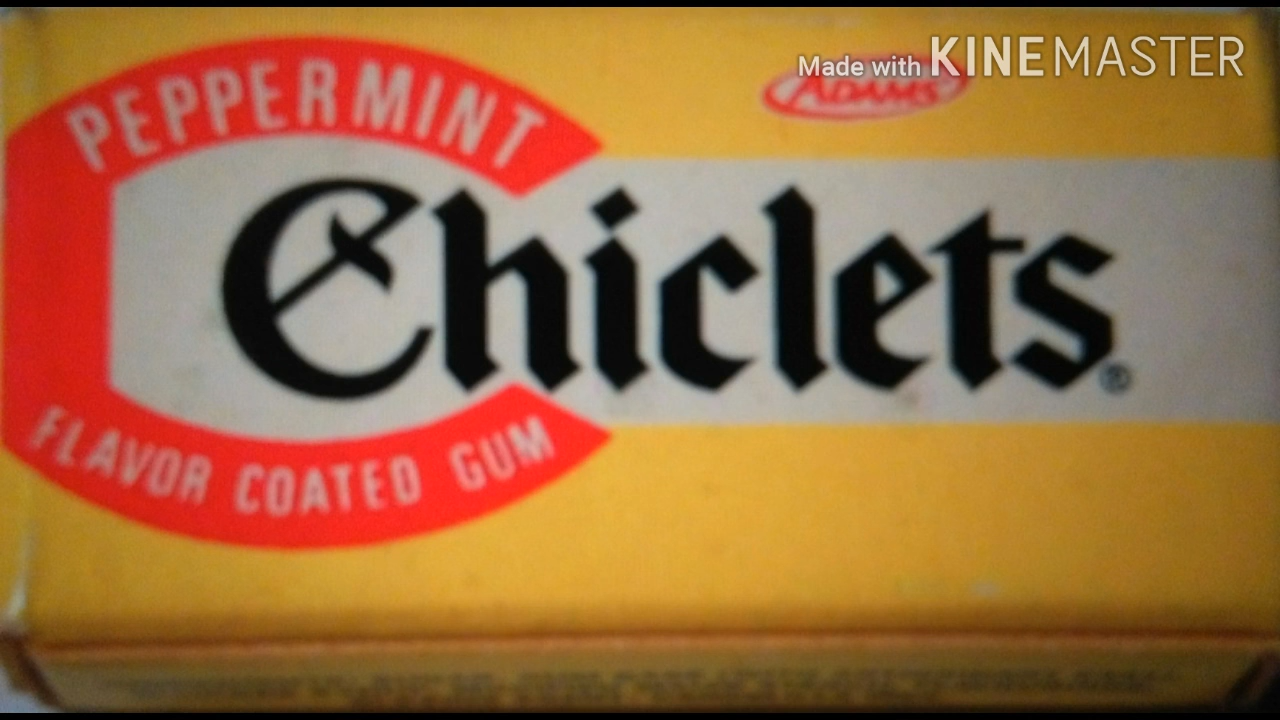 Made with KINEMASTER
ADAMS
PEPPERMINT
Chiclets®
FLAVOR COATED GUM